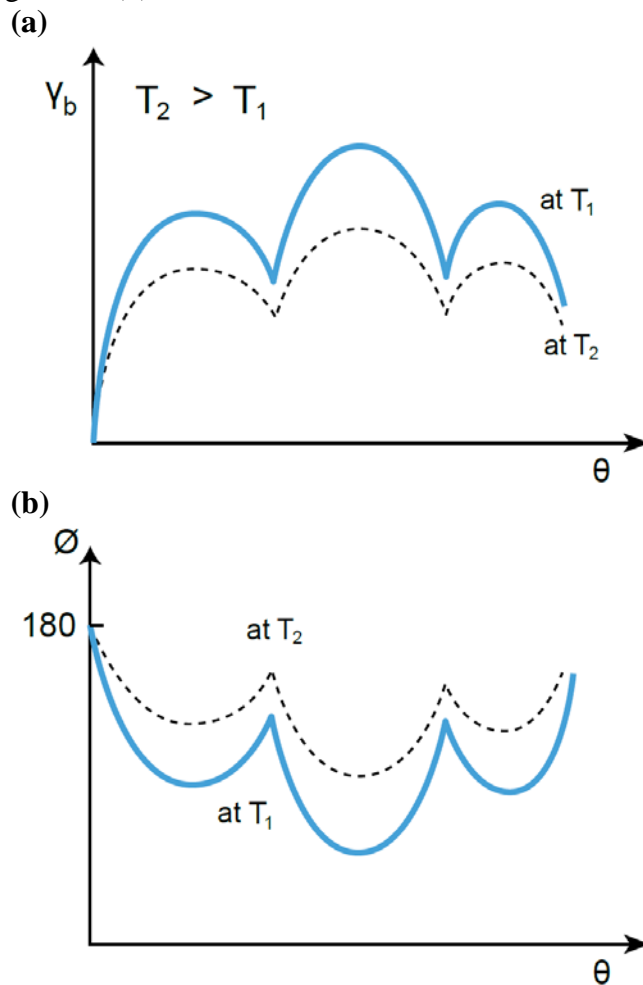 (a)
γb T2 > T1
at T1
at T2
θ
(b)
Ø
180
at T2
at T1
θ